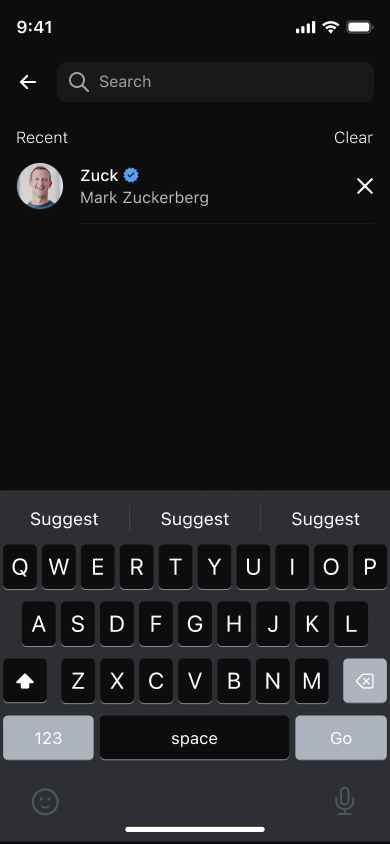 9:41
Search
Recent Clear
Zuck
Mark Zuckerberg
Suggest Suggest Suggest
Q W E R T Y U I O P
A S D F G H J K L
Z X C V B N M
123 space Go